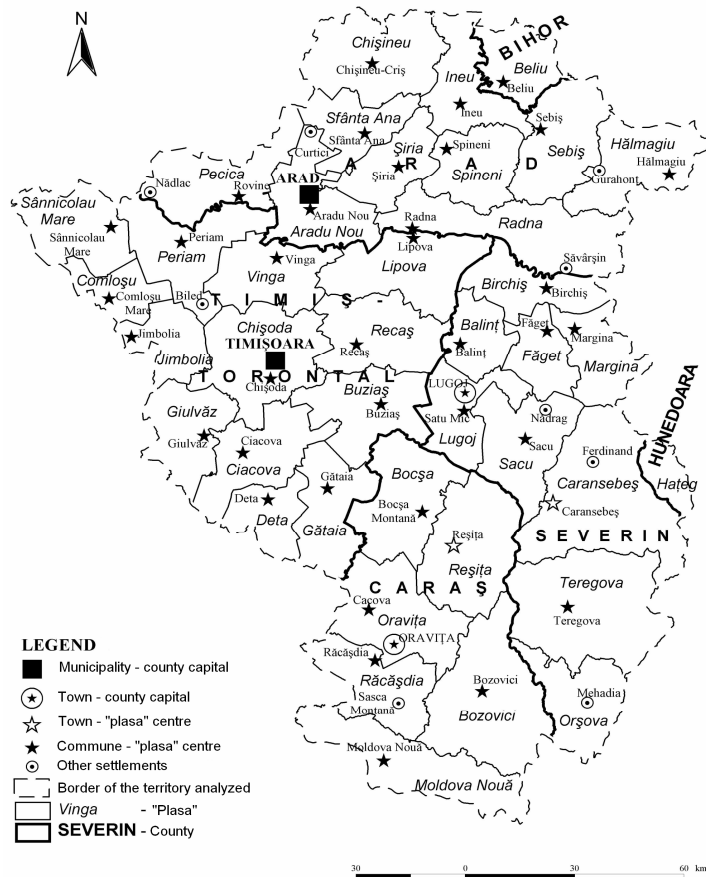 N
BIHOR
Chişineu
Chişineu-Criş
Ineu
Ineu
Beliu
Beliu
Sfânta Ana
Sfânta Ana
Curtici
Sebiş
Sebiş
Hălmagiu
Hălmagiu
Şiria
Şiria
Spineni
Spineni
A R A D
Gurahonţ
Pecica
Rovine
Nădlac
ARAD
Aradu Nou
Aradu Nou
Radna
Radna
Lipova
Lipova
Sânnicolau
Mare
Sânnicolau
Mare
Periam
Periam
Vinga
Vinga
Săvârşin
Birchiş
Birchiş
Comloşu
Comloşu
Mare
Biled
T I M I Ş -
Jimbolia
Jimbolia
Chişoda
TIMIŞOARA
Chişoda
Recaş
Recaş
Balinţ
Balinţ
Făget
Făget
Margina
Margina
T O R O N T A L
Buziaş
Buziaş
LUGOJ
Satu Mic
Lugoj
Nădrag
Sacu
Sacu
HUNEDOARA
Giulvăz
Giulvăz
Ciacova
Ciacova
Ferdinand
Caransebeş
Caransebeş
Haţeg
Deta
Deta
Gătaia
Gătaia
Bocşa
Bocşa
Montană
Reşiţa
Reşiţa
S E V E R I N
C A R A Ş
Teregova
Teregova
Cacova
Oraviţa
ORAVIŢA
Răcăşdia
Răcăşdia
Sasca
Montană
Bozovici
Bozovici
Mehadia
Orşova
Moldova Nouă
Moldova Nouă
LEGEND
Municipality - county capital
Town - county capital
Town - "plasa" centre
Commune - "plasa" centre
Other settlements
Border of the territory analyzed
Vinga - "Plasa"
SEVERIN - County
30 0 30 60 km